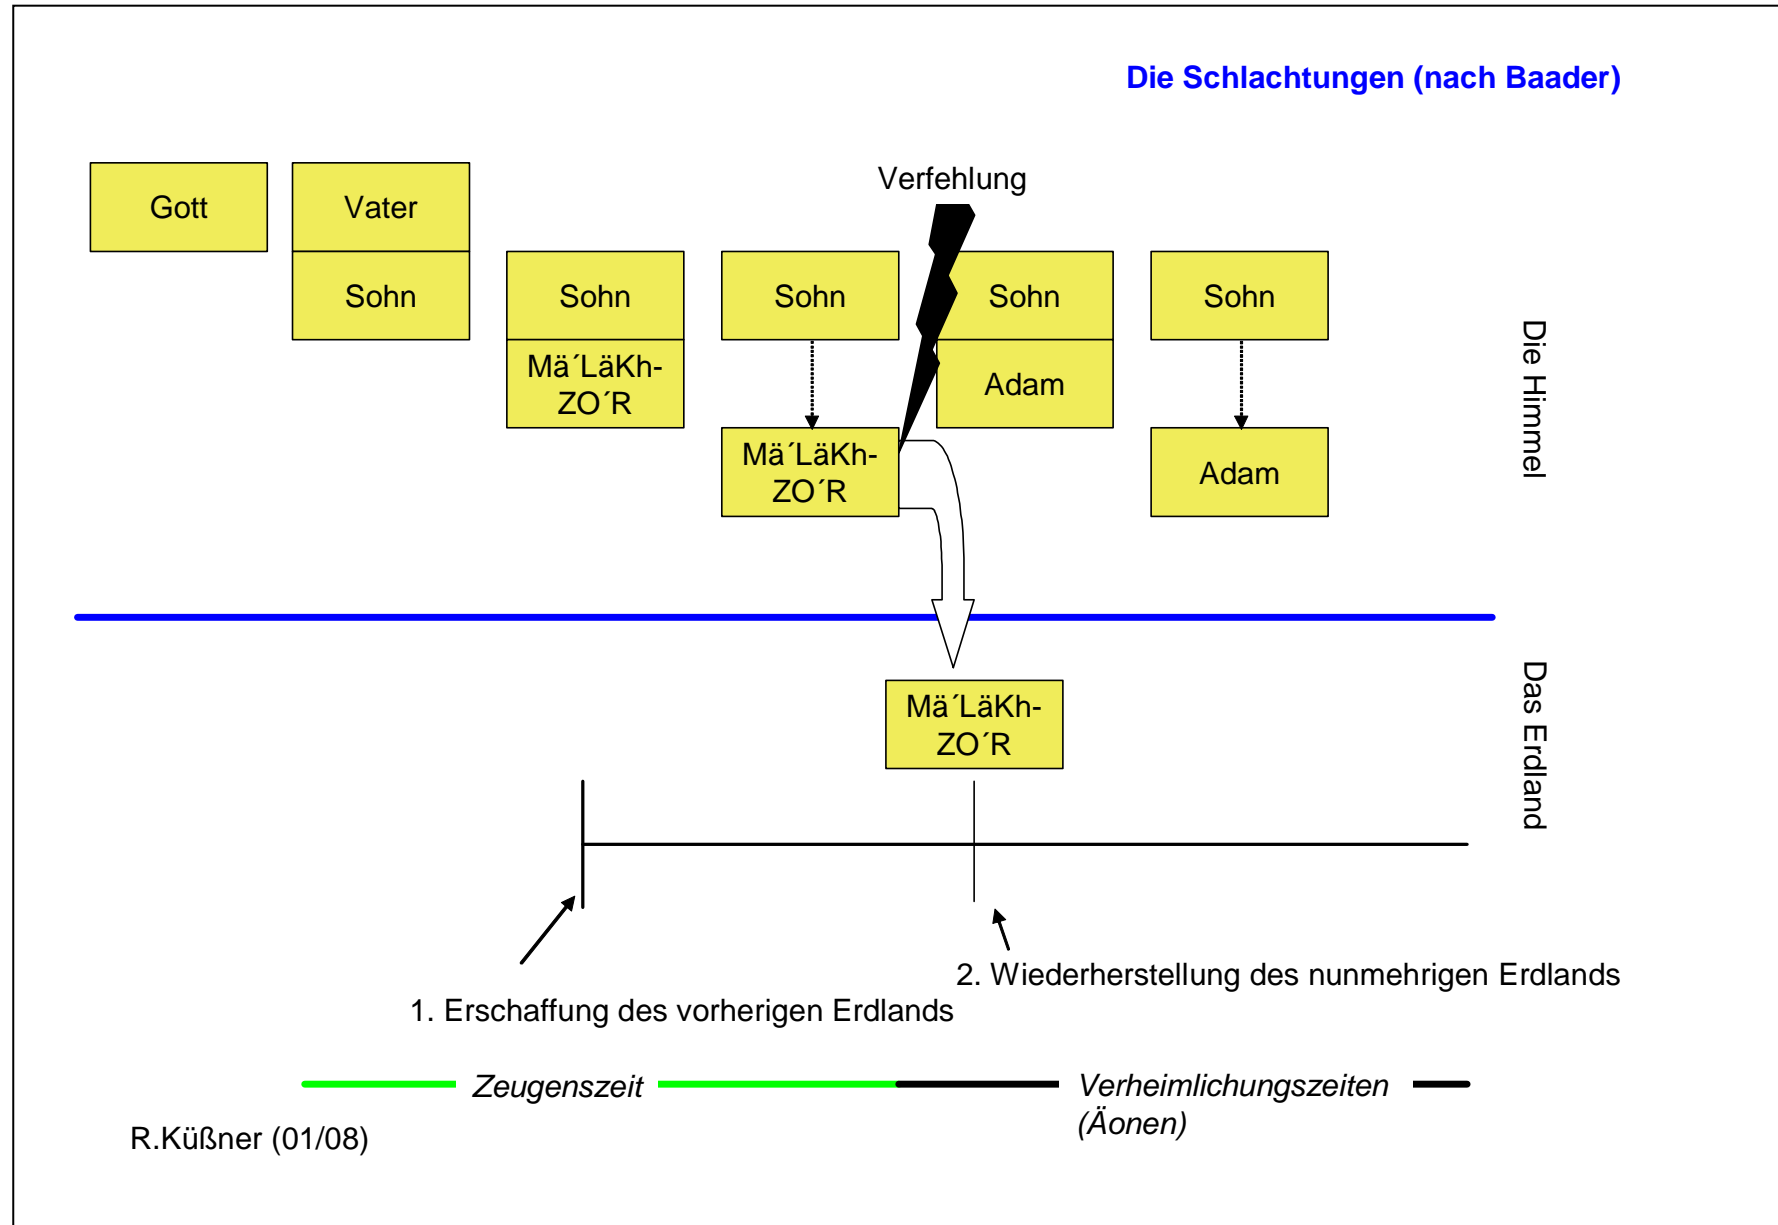 Die Schlachtungen (nach Baader)
Verfehlung
Gott
Vater
Sohn
Sohn
Mä´LäKh-
ZO´R
Sohn
Mä´LäKh-
ZO´R
Sohn
Adam
Sohn
Adam
Die Himmel
Mä´LäKh-
ZO´R
Das Erdland
2. Wiederherstellung des nunmehrigen Erdlands
1. Erschaffung des vorherigen Erdlands
Zeugenszeit
Verheimlichungszeiten
(Äonen)
R.Küßner (01/08)